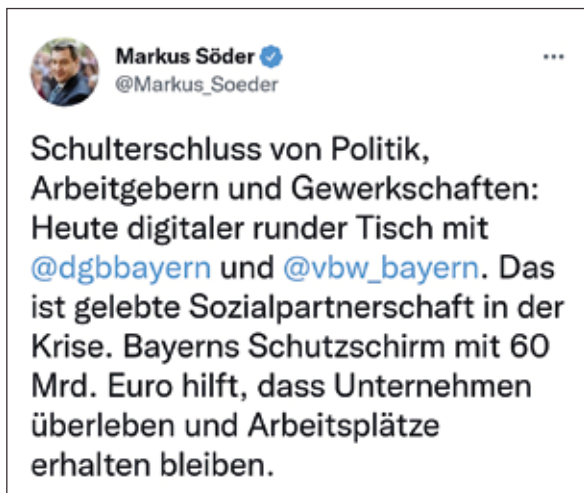 Markus Söder
@Markus_Soeder
Schulterschluss von Politik,
Arbeitgebern und Gewerkschaften:
Heute digitaler runder Tisch mit
@dgbbayern und @vbw_bayern. Das
ist gelebte Sozialpartnerschaft in der
Krise. Bayerns Schutzschirm mit 60
Mrd. Euro hilft, dass Unternehmen
überleben und Arbeitsplätze
erhalten bleiben.